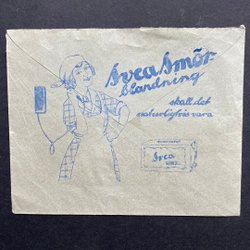 Svea Smör-
blandning
skall det
naturligtvis vara
Svea